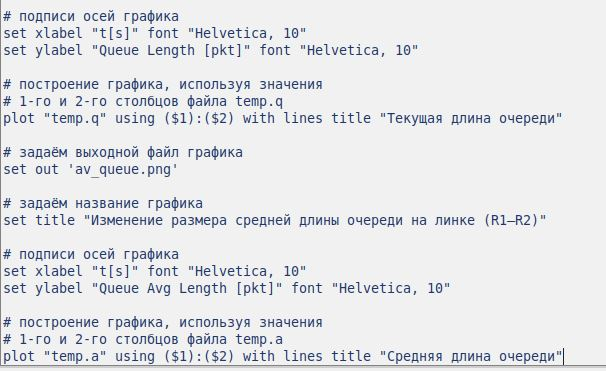 # подписи осей графика
set xlabel "t[s]" font "Helvetica, 10"
set ylabel "Queue Length [pkt]" font "Helvetica, 10"
# построение графика, используя значения
# 1-го и 2-го столбцов файла temp.q
plot "temp.q" using ($1):($2) with lines title "Текущая длина очереди"
# задаём выходной файл графика
set out 'av_queue.png'
# задаём название графика
set title "Изменение размера средней длины очереди на линке (R1–R2)"
# подписи осей графика
set xlabel "t[s]" font "Helvetica, 10"
set ylabel "Queue Avg Length [pkt]" font "Helvetica, 10"
# построение графика, используя значения
# 1-го и 2-го столбцов файла temp.a
plot "temp.a" using ($1):($2) with lines title "Средняя длина очереди"